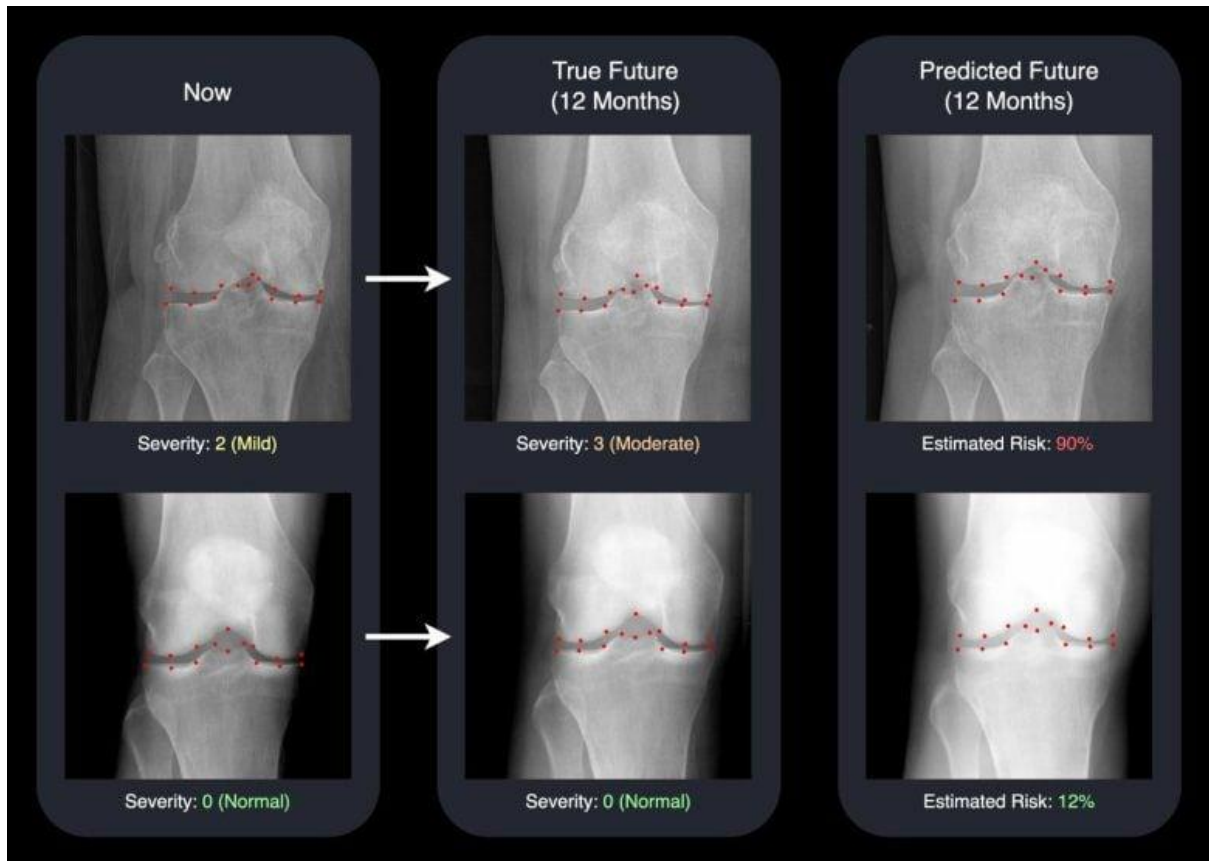 Now
True Future
(12 Months)
Predicted Future
(12 Months)
Severity: 2 (Mild)
Severity: 3 (Moderate)
Estimated Risk: 90%
Severity: 0 (Normal)
Severity: 0 (Normal)
Estimated Risk: 12%